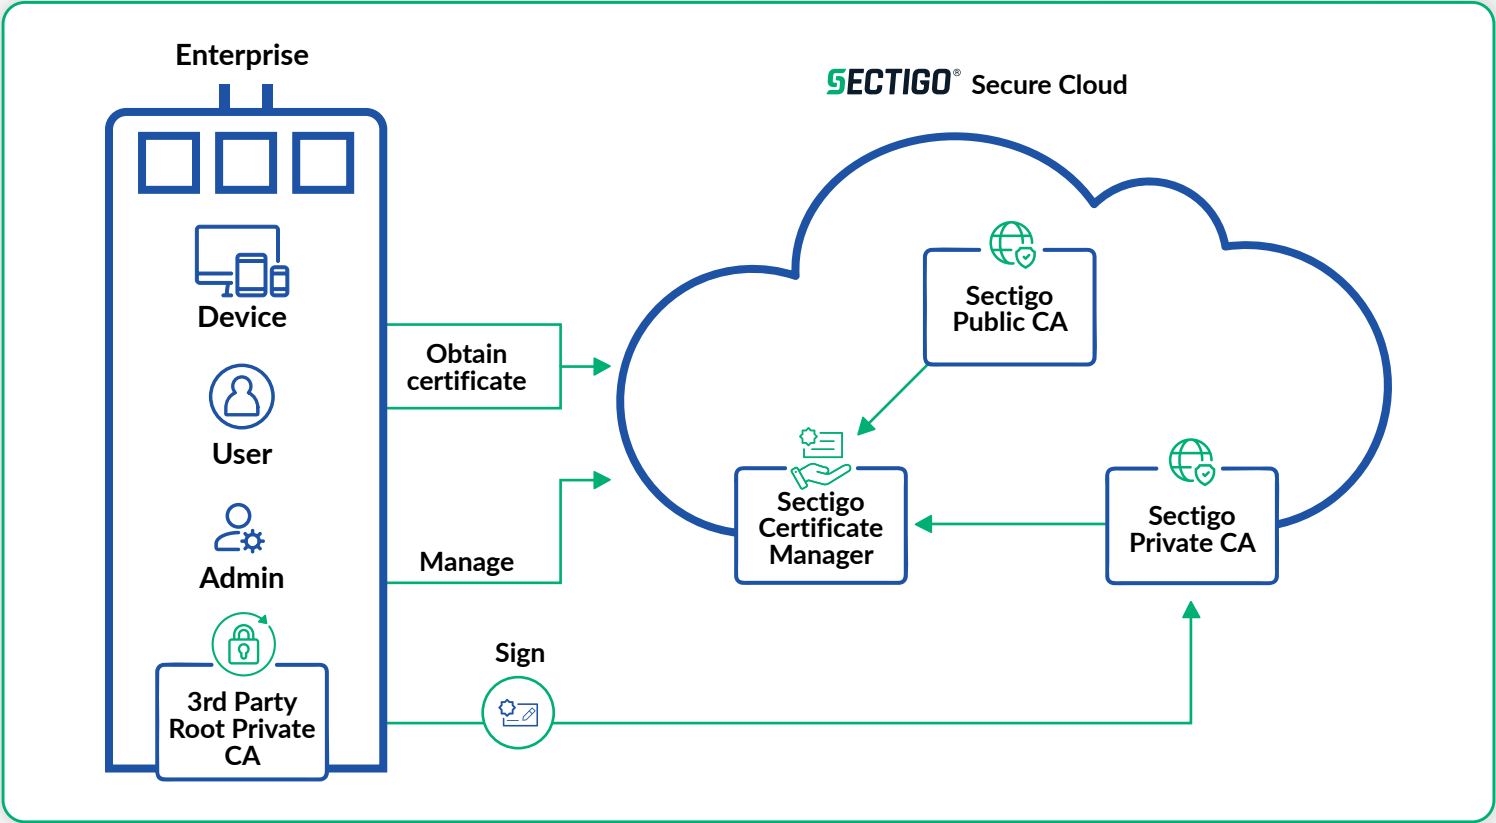 Enterprise
SECTIGO® Secure Cloud
Device
User
Admin
3rd Party
Root Private
CA
Obtain
certificate
Manage
Sign
Sectigo
Public CA
Sectigo
Certificate
Manager
Sectigo
Private CA